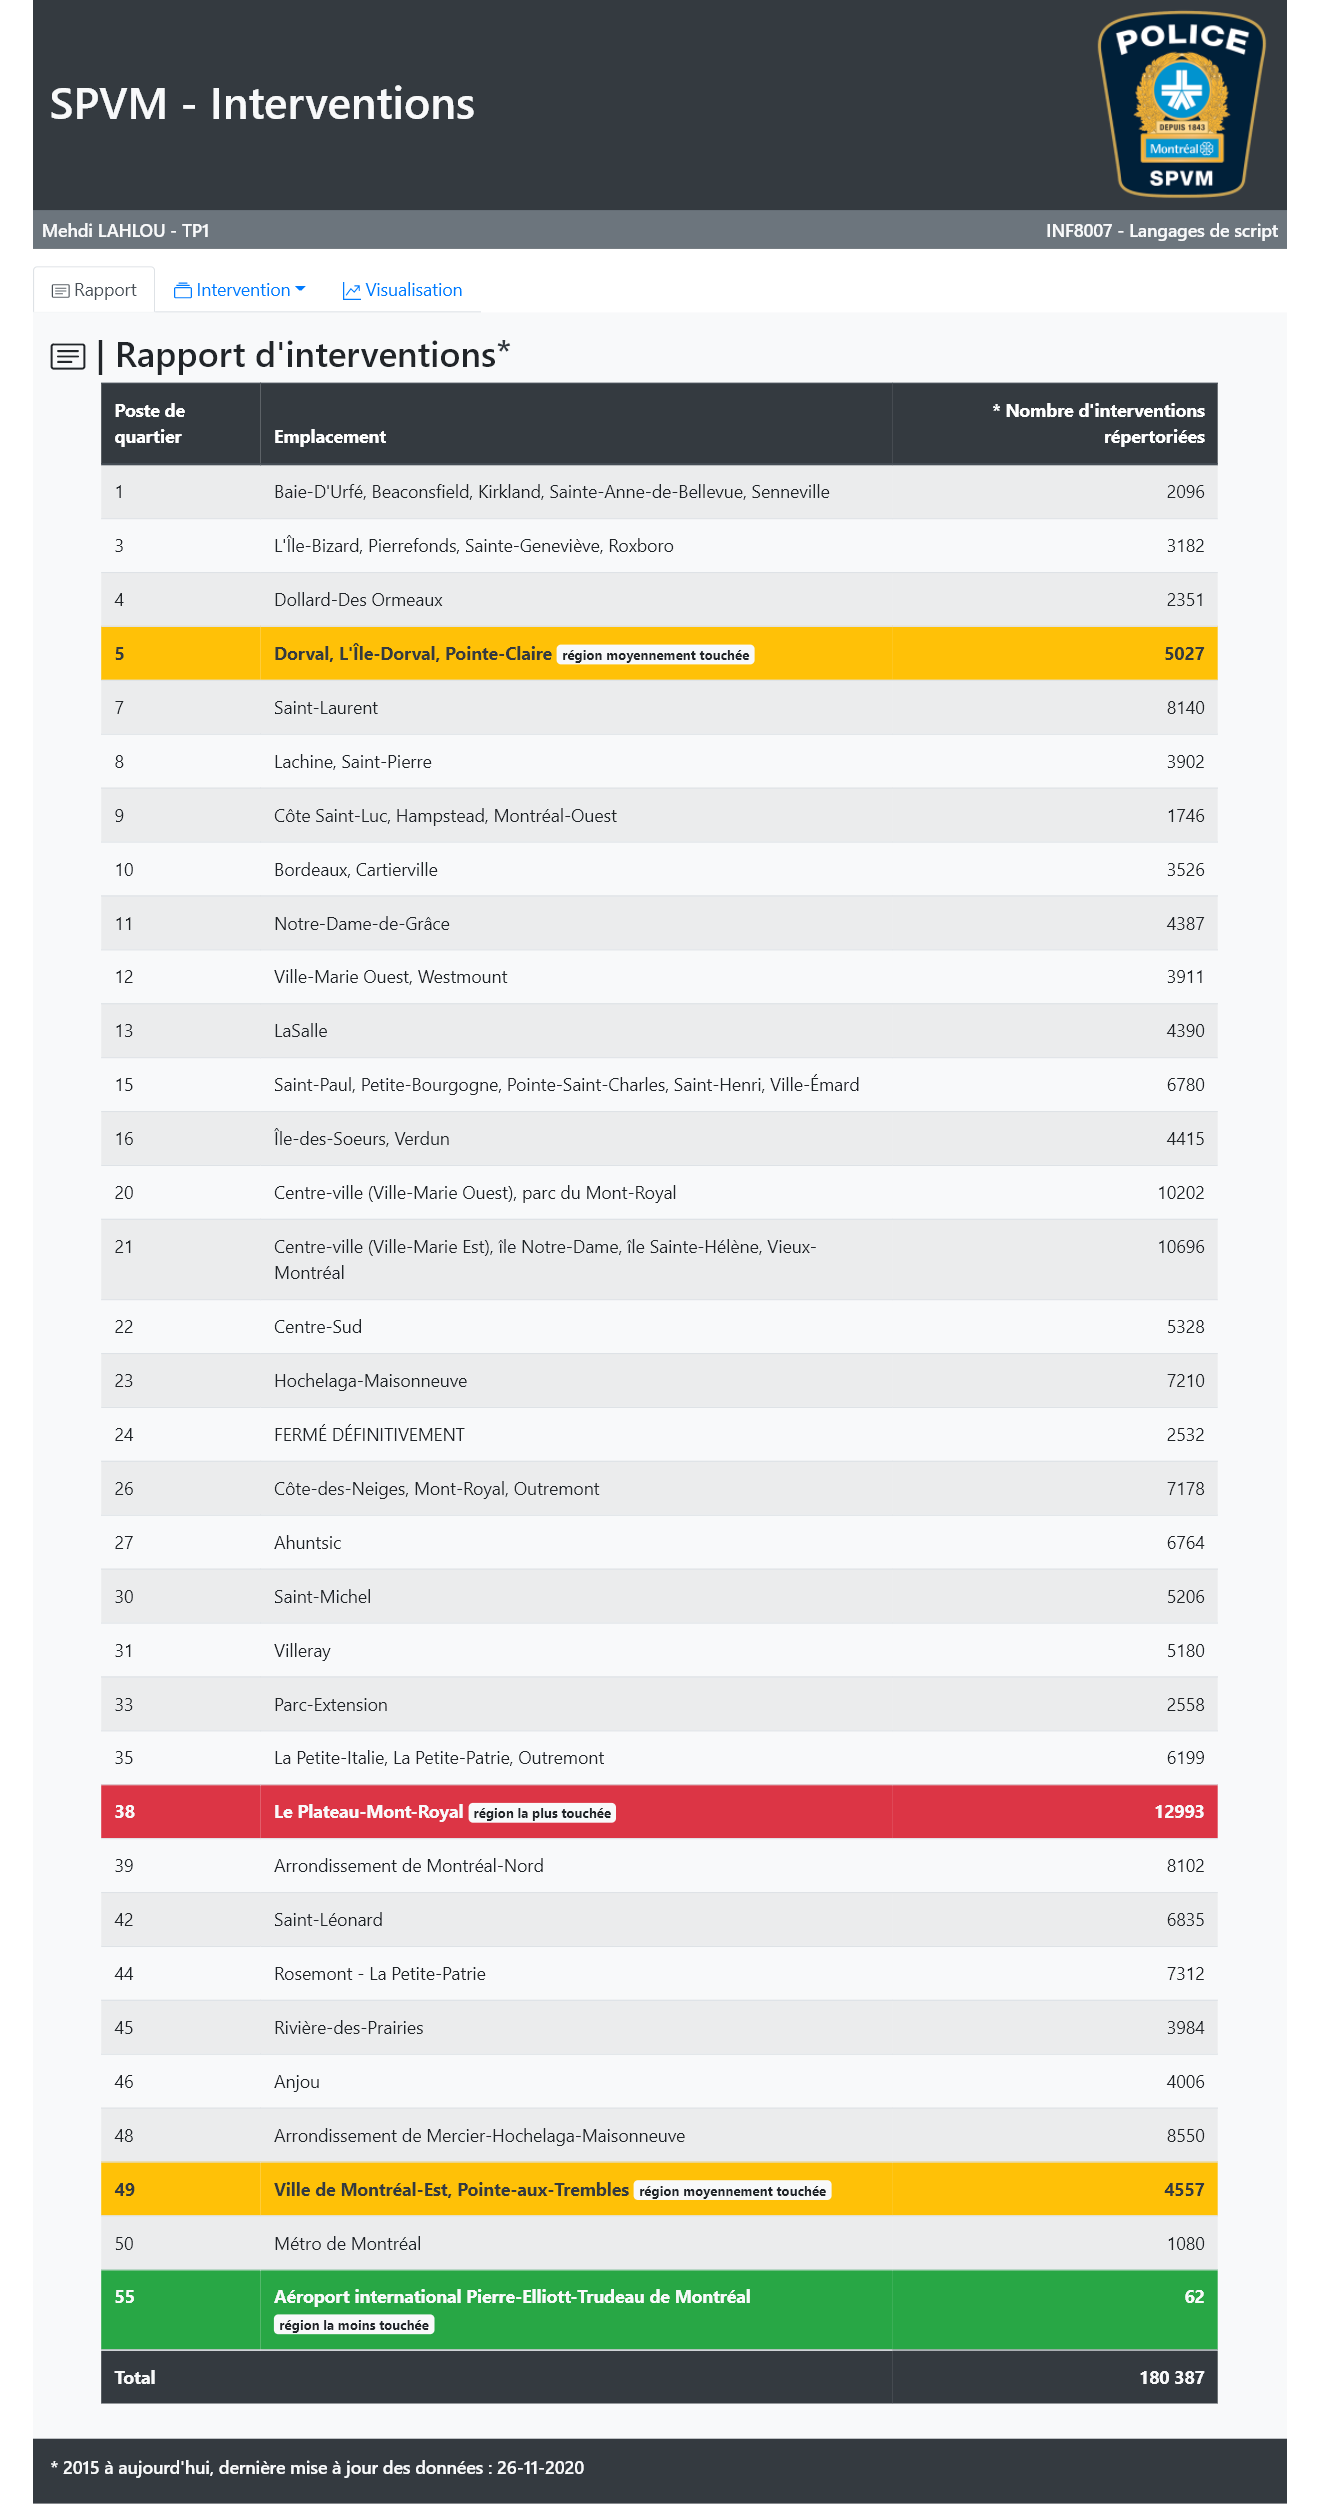 SPVM - Interventions
POLICE
DEPUIS 1843
Montréal
SPVM
Mehdi LAHLOU - TP1 INF8007 - Langages de script
Rapport Intervention Visualisation
| Rapport d'interventions*
Poste de quartier Emplacement * Nombre d'interventions répertoriées
1 Baie-D'Urfé, Beaconsfield, Kirkland, Sainte-Anne-de-Bellevue, Senneville 2096
3 L'Île-Bizard, Pierrefonds, Sainte-Geneviève, Roxboro 3182
4 Dollard-Des Ormeaux 2351
5 Dorval, L'Île-Dorval, Pointe-Claire région moyennement touchée 5027
7 Saint-Laurent 8140
8 Lachine, Saint-Pierre 3902
9 Côte Saint-Luc, Hampstead, Montréal-Ouest 1746
10 Bordeaux, Cartierville 3526
11 Notre-Dame-de-Grâce 4387
12 Ville-Marie Ouest, Westmount 3911
13 LaSalle 4390
15 Saint-Paul, Petite-Bourgogne, Pointe-Saint-Charles, Saint-Henri, Ville-Émard 6780
16 Île-des-Soeurs, Verdun 4415
20 Centre-ville (Ville-Marie Ouest), parc du Mont-Royal 10202
21 Centre-ville (Ville-Marie Est), île Notre-Dame, île Sainte-Hélène, Vieux- 10696
Montréal
22 Centre-Sud 5328
23 Hochelaga-Maisonneuve 7210
24 FERMÉ DÉFINITIVEMENT 2532
26 Côte-des-Neiges, Mont-Royal, Outremont 7178
27 Ahuntsic 6764
30 Saint-Michel 5206
31 Villeray 5180
33 Parc-Extension 2558
35 La Petite-Italie, La Petite-Patrie, Outremont 6199
38 Le Plateau-Mont-Royal région la plus touchée 12993
39 Arrondissement de Montréal-Nord 8102
42 Saint-Léonard 6835
44 Rosemont - La Petite-Patrie 7312
45 Rivière-des-Prairies 3984
46 Anjou 4006
48 Arrondissement de Mercier-Hochelaga-Maisonneuve 8550
49 Ville de Montréal-Est, Pointe-aux-Trembles région moyennement touchée 4557
50 Métro de Montréal 1080
55 Aéroport international Pierre-Elliott-Trudeau de Montréal 62
région la moins touchée
Total 180 387
* 2015 à aujourd'hui, dernière mise à jour des données : 26-11-2020